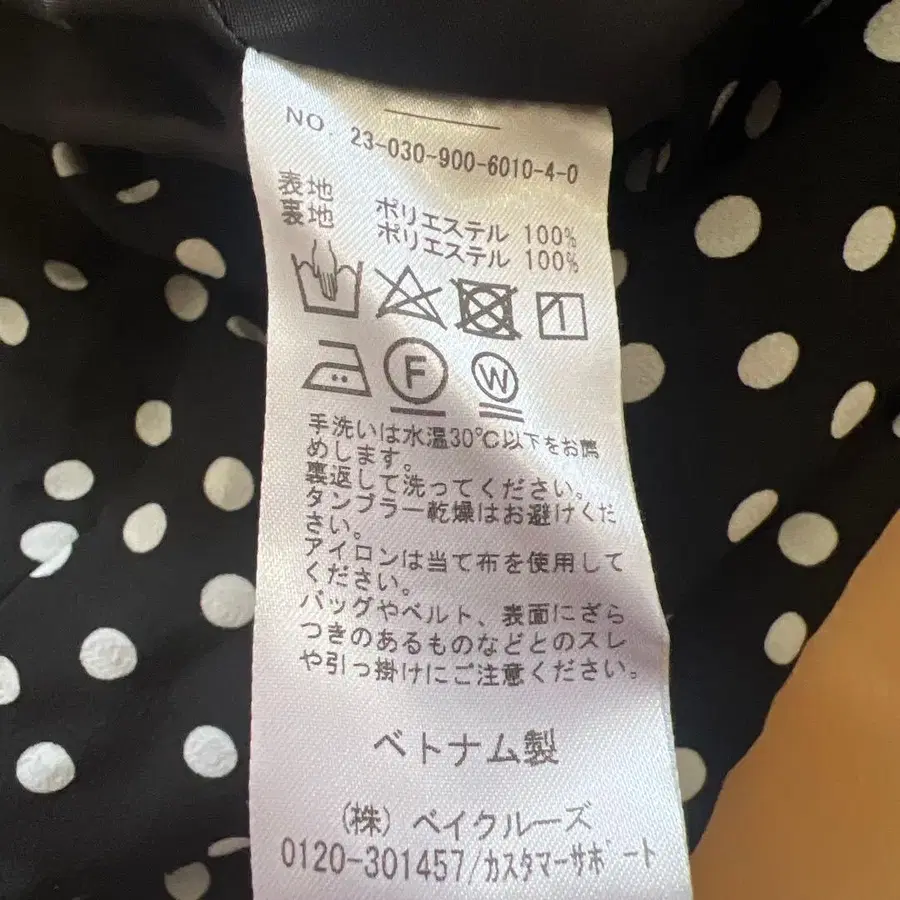 NO. 23-030-900-6010-4-0
表地 ポリエステル 100%
裏地 ポリエステル 100%
F W
手洗いは水温30℃以下をお薦
めします。
裏返して洗ってください。
タンブラー乾燥はお避けくだ
さい。
アイロンは当て布を使用して
ください。
バッグやベルト、表面にざら
つきのあるものなどとのスレ
や引っ掛けにご注意ください。
ベトナム製
(株) ベイクルーズ
0120-301457/カスタマーサポート